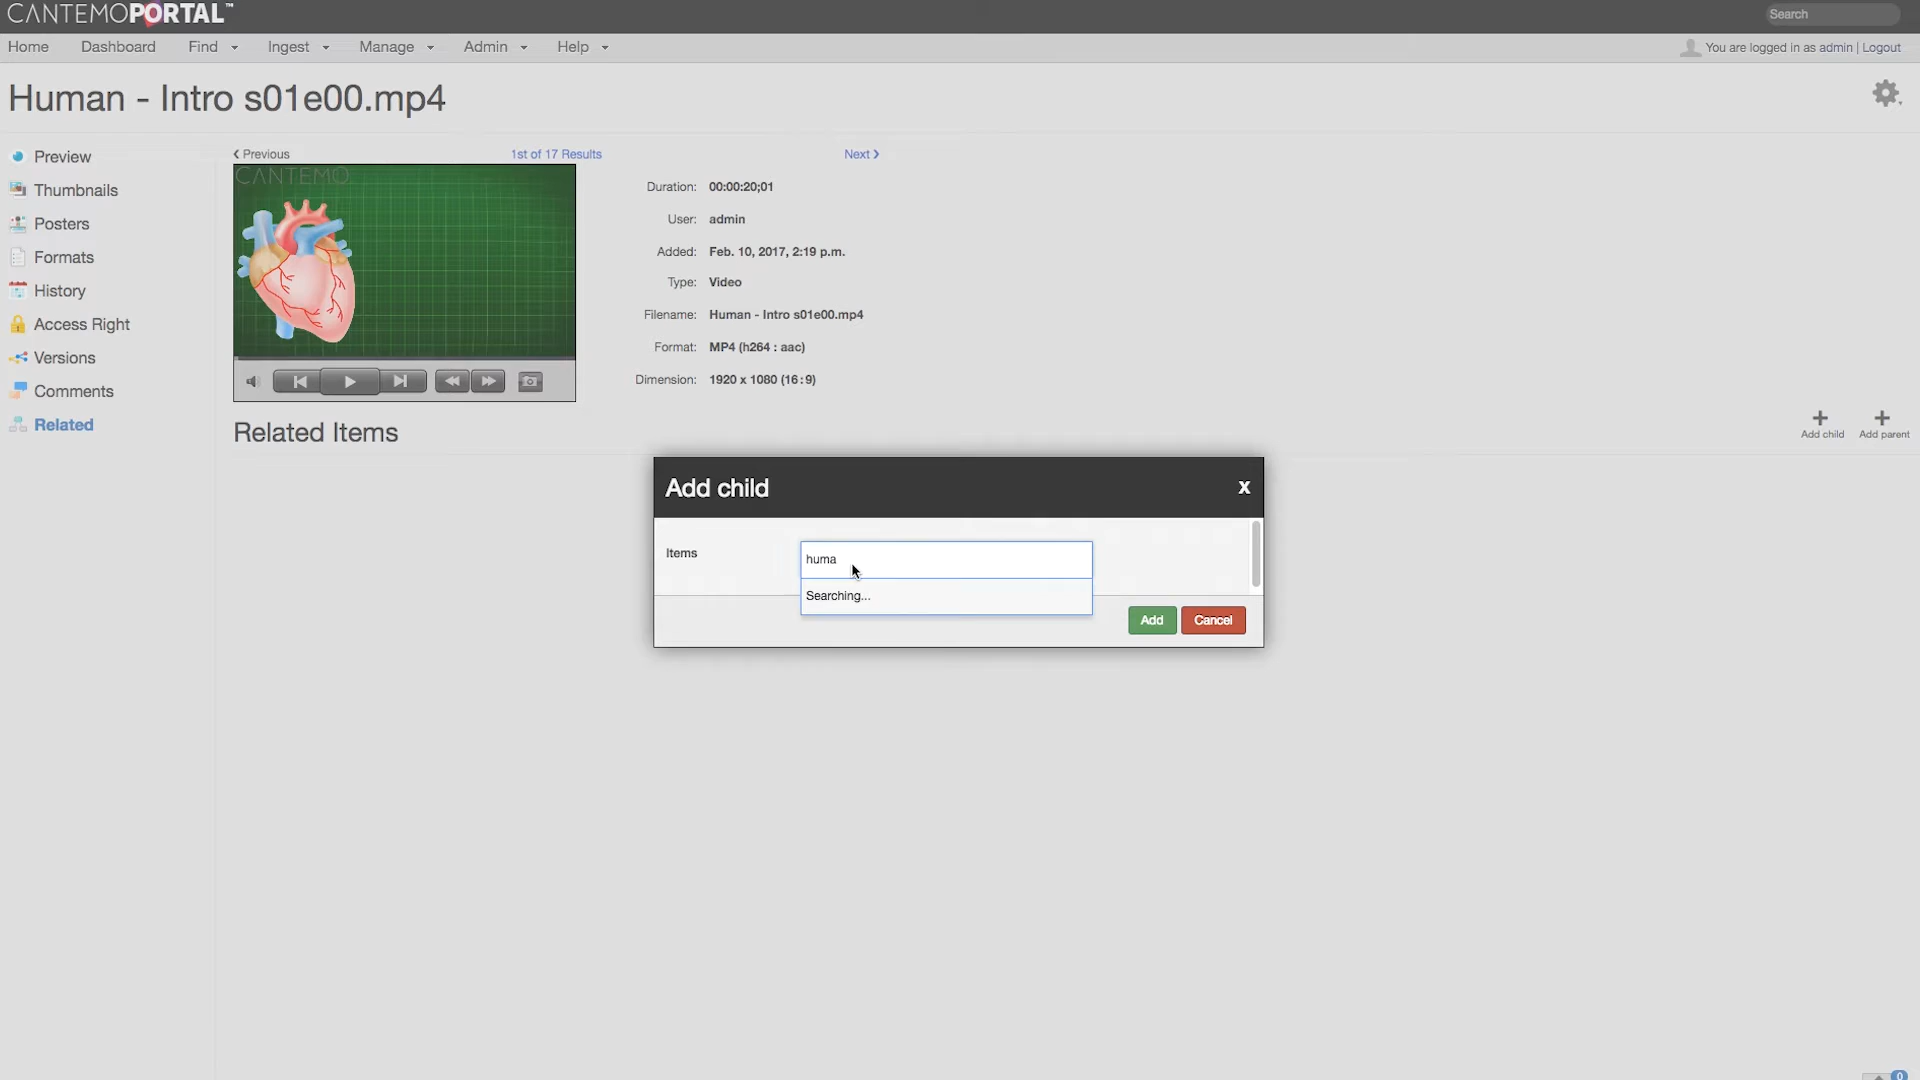 CANTEMOPORTAL™
Search
Home Dashboard Find Ingest Manage Admin Help
You are logged in as admin | Logout
Human - Intro s01e00.mp4
Preview
Thumbnails
Posters
Formats
History
Access Right
Versions
Comments
Related
Previous
1st of 17 Results
Next
CANTEMO
Duration: 00:00:20;01
User: admin
Added: Feb. 10, 2017, 2:19 p.m.
Type: Video
Filename: Human - Intro s01e00.mp4
Format: MP4 (h264 : aac)
Dimension: 1920 x 1080 (16:9)
Related Items
Add child
Add parent
Add child
X
Items
huma
Searching...
Add
Cancel
0